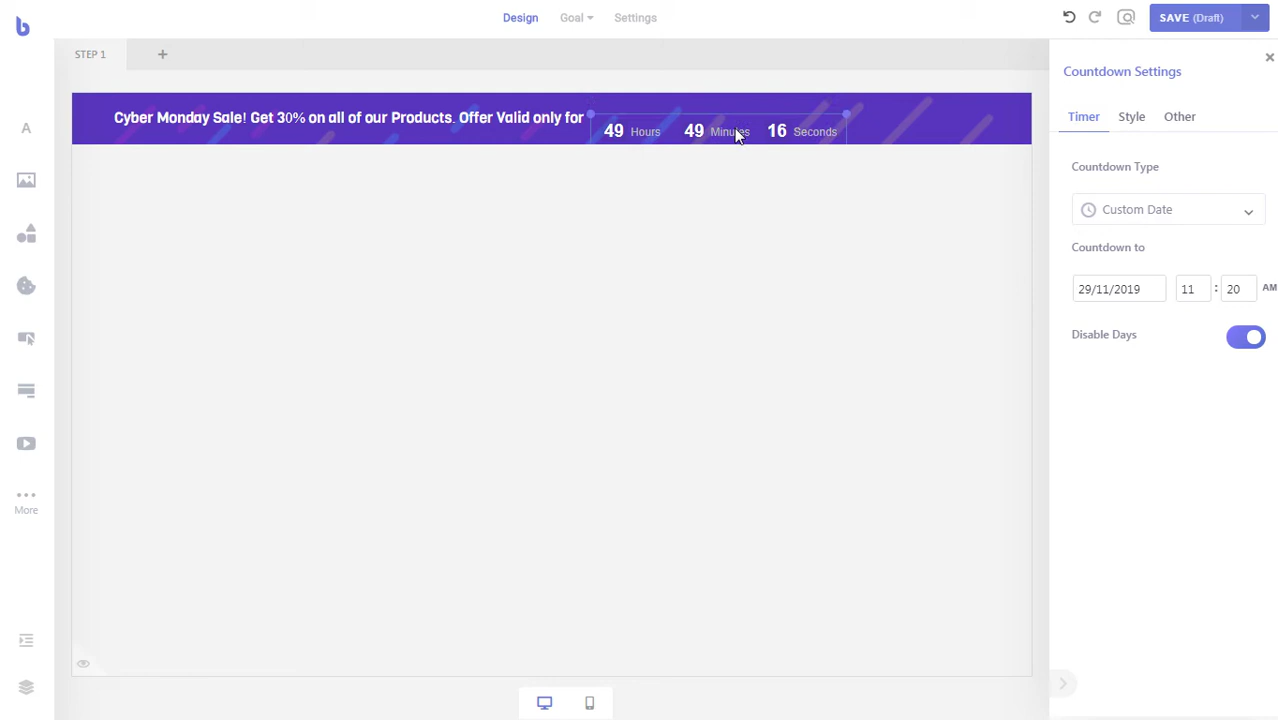 Design Goal Settings SAVE (Draft)
STEP 1 +
Countdown Settings
Cyber Monday Sale! Get 30% on all of our Products. Offer Valid only for 49 Hours 49 Minutes 16 Seconds
Timer Style Other
A
Countdown Type
Custom Date
Countdown to
29/11/2019 11 : 20 AM
Disable Days
More